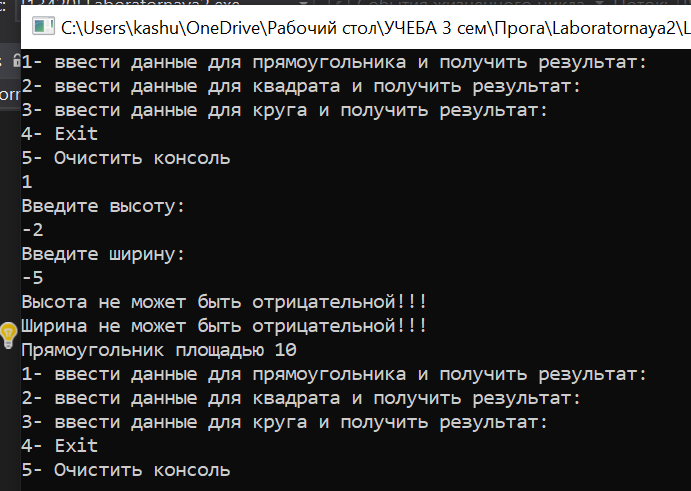 C:\Users\kashu\OneDrive\Рабочий стол\УЧЕБА 3 сем\Прога\Laboratornaya2\L
1- ввести данные для прямоугольника и получить результат:
2- ввести данные для квадрата и получить результат:
3- ввести данные для круга и получить результат:
4- Exit
5- Очистить консоль
1
Введите высоту:
-2
Введите ширину:
-5
Высота не может быть отрицательной!!!
Ширина не может быть отрицательной!!!
Прямоугольник площадью 10
1- ввести данные для прямоугольника и получить результат:
2- ввести данные для квадрата и получить результат:
3- ввести данные для круга и получить результат:
4- Exit
5- Очистить консоль